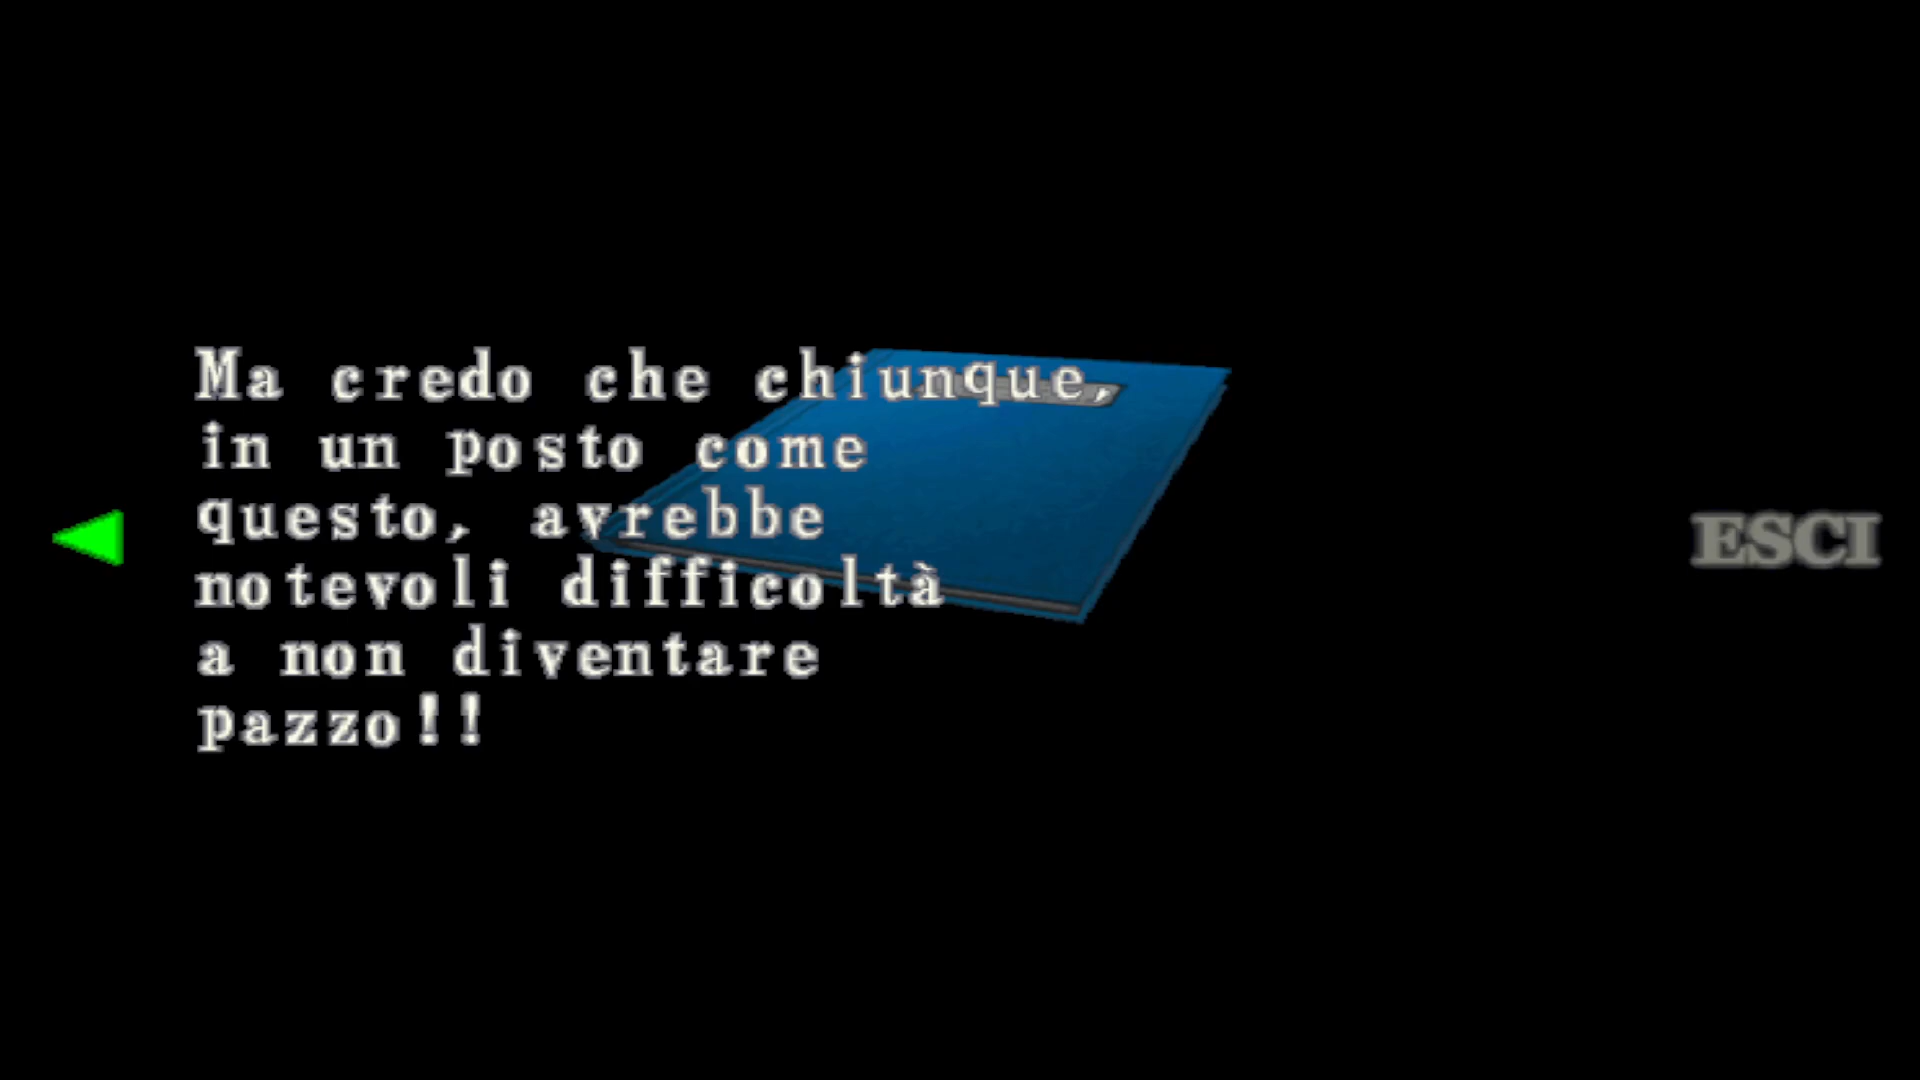 Ma credo che chiunque,
in un posto come
questo, avrebbe
notevoli difficoltà
a non diventare
pazzo!!
ESCI